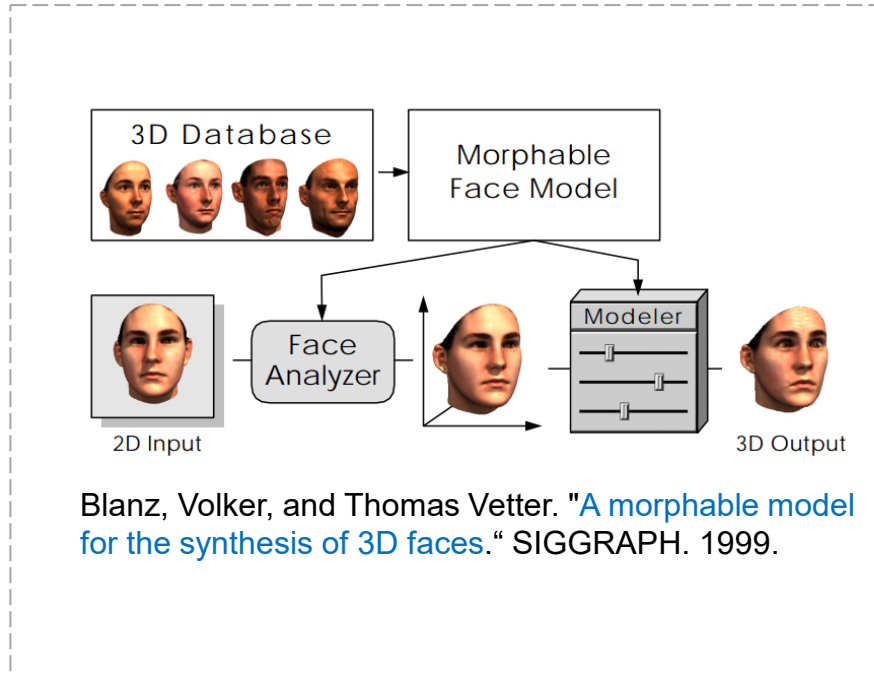 3D Database
Morphable
Face Model
Modeler
Face
Analyzer
2D Input
3D Output
Blanz, Volker, and Thomas Vetter. "A morphable model
for the synthesis of 3D faces.“ SIGGRAPH. 1999.